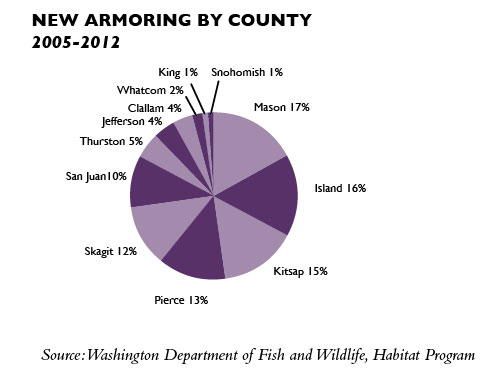 NEW ARMORING BY COUNTY
2005-2012
King 1%
Snohomish 1%
Whatcom 2%
Mason 17%
Clallam 4%
Jefferson 4%
Thurston 5%
San Juan10%
Island 16%
Skagit 12%
Kitsap 15%
Pierce 13%
Source: Washington Department of Fish and Wildlife, Habitat Program